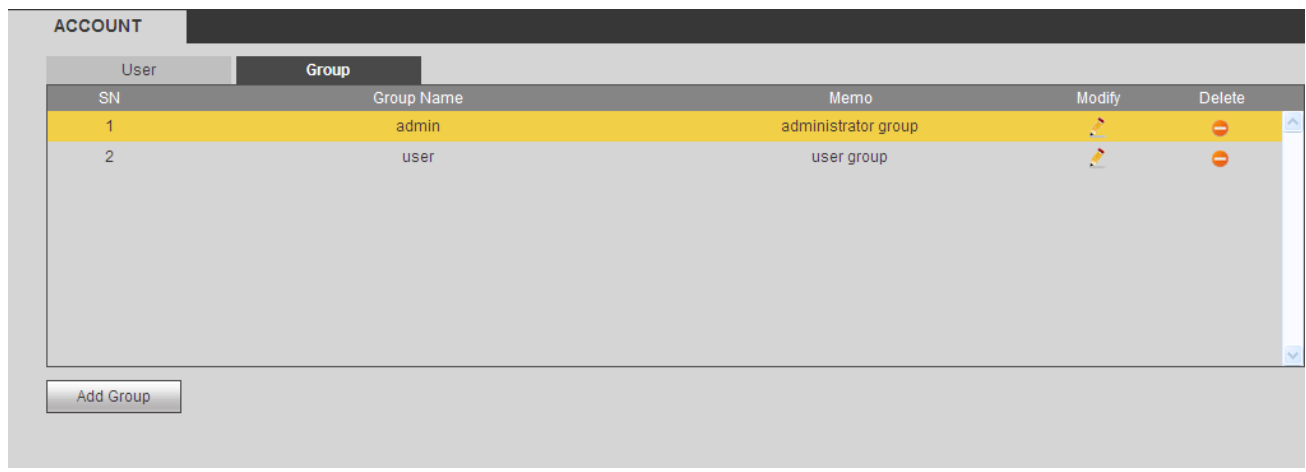 ACCOUNT
User Group
SN Group Name Memo Modify Delete
1 admin administrator group
2 user user group
Add Group